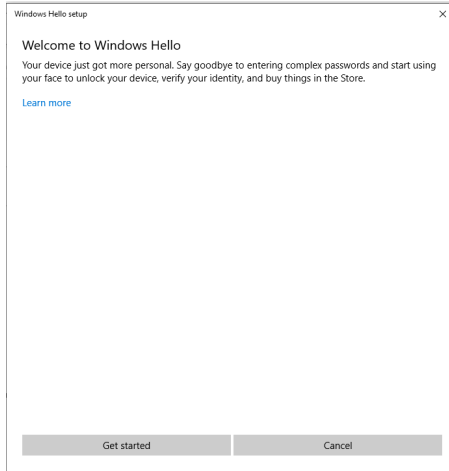 Windows Hello setup
Welcome to Windows Hello
Your device just got more personal. Say goodbye to entering complex passwords and start using
your face to unlock your device, verify your identity, and buy things in the Store.
Learn more
Get started
Cancel